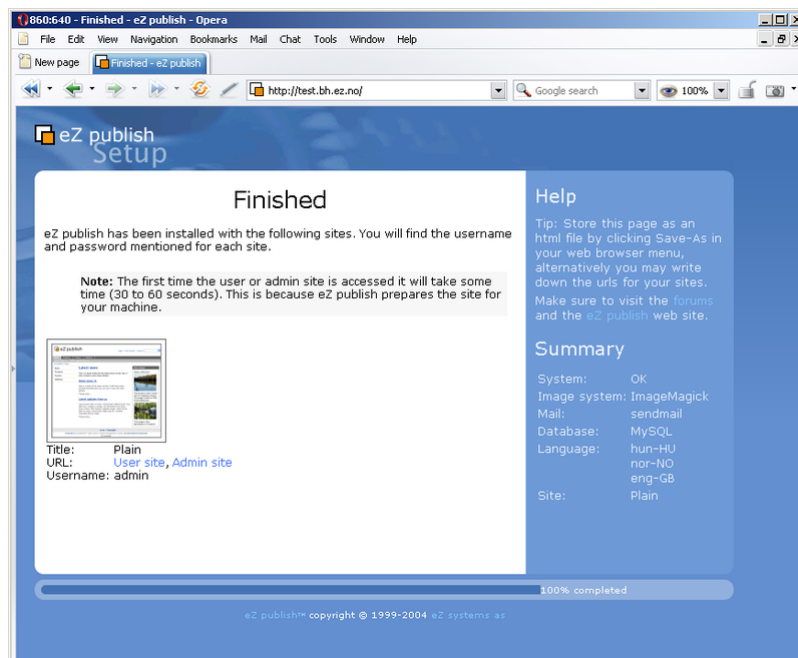 860:640 - Finished - eZ publish - Opera
File Edit View Navigation Bookmarks Mail Chat Tools Window Help
New page
Finished - eZ publish
http://test.bh.ez.no/
Google search
100%
eZ publish
Setup
Finished
eZ publish has been installed with the following sites. You will find the username
and password mentioned for each site.
Note: The first time the user or admin site is accessed it will take some
time (30 to 60 seconds). This is because eZ publish prepares the site for
your machine.
eZ publish
Title: Plain
URL: User site, Admin site
Username: admin
Help
Tip: Store this page as an
html file by clicking Save-As in
your web browser menu,
alternatively you may write
down the urls for your sites.
Make sure to visit the forums
and the eZ publish web site.
Summary
System: OK
Image system: ImageMagick
Mail: sendmail
Database: MySQL
Language: hun-HU
nor-NO
eng-GB
Site: Plain
100% completed
eZ publish™ copyright © 1999-2004 eZ systems as